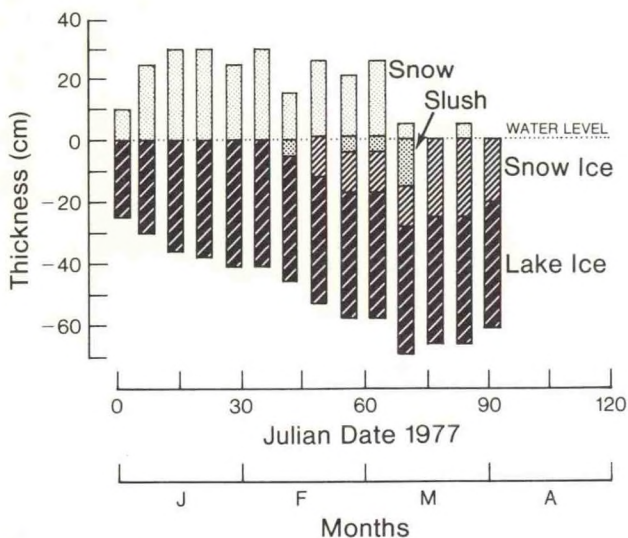 40
20
0
−20
−40
−60
Thickness (cm)
Snow
Slush
WATER LEVEL
Snow Ice
Lake Ice
0 30 60 90 120
Julian Date 1977
J F M A
Months